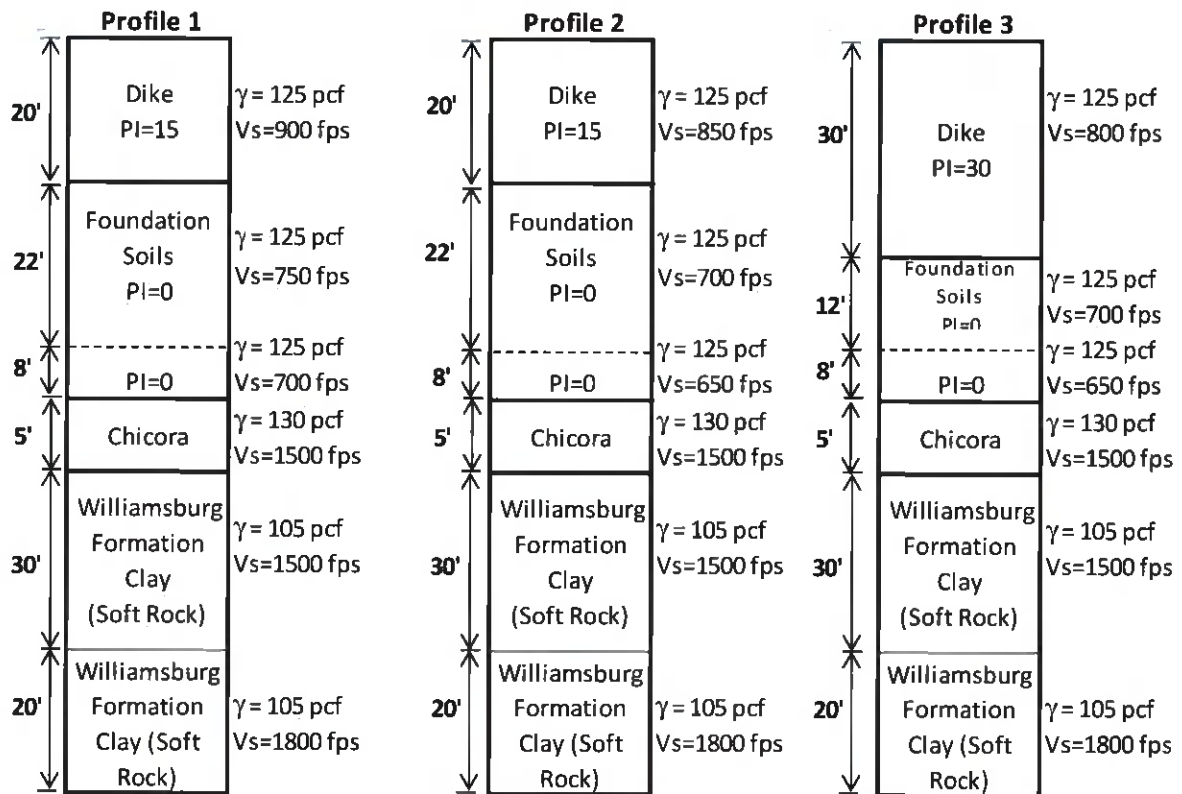 Profile 1
20'
Dike
PI=15
γ = 125 pcf
Vs=900 fps
22'
Foundation
Soils
PI=0
γ = 125 pcf
Vs=750 fps
8'
PI=0
γ = 125 pcf
Vs=700 fps
5'
Chicora
γ = 130 pcf
Vs=1500 fps
30'
Williamsburg
Formation
Clay
(Soft Rock)
γ = 105 pcf
Vs=1500 fps
20'
Williamsburg
Formation
Clay (Soft
Rock)
γ = 105 pcf
Vs=1800 fps
Profile 2
20'
Dike
PI=15
γ = 125 pcf
Vs=850 fps
22'
Foundation
Soils
PI=0
γ = 125 pcf
Vs=700 fps
8'
PI=0
γ = 125 pcf
Vs=650 fps
5'
Chicora
γ = 130 pcf
Vs=1500 fps
30'
Williamsburg
Formation
Clay
(Soft Rock)
γ = 105 pcf
Vs=1500 fps
20'
Williamsburg
Formation
Clay (Soft
Rock)
γ = 105 pcf
Vs=1800 fps
Profile 3
30'
Dike
PI=30
γ = 125 pcf
Vs=800 fps
12'
Foundation
Soils
PI=0
γ = 125 pcf
Vs=700 fps
8'
PI=0
γ = 125 pcf
Vs=650 fps
5'
Chicora
γ = 130 pcf
Vs=1500 fps
30'
Williamsburg
Formation
Clay
(Soft Rock)
γ = 105 pcf
Vs=1500 fps
20'
Williamsburg
Formation
Clay (Soft
Rock)
γ = 105 pcf
Vs=1800 fps